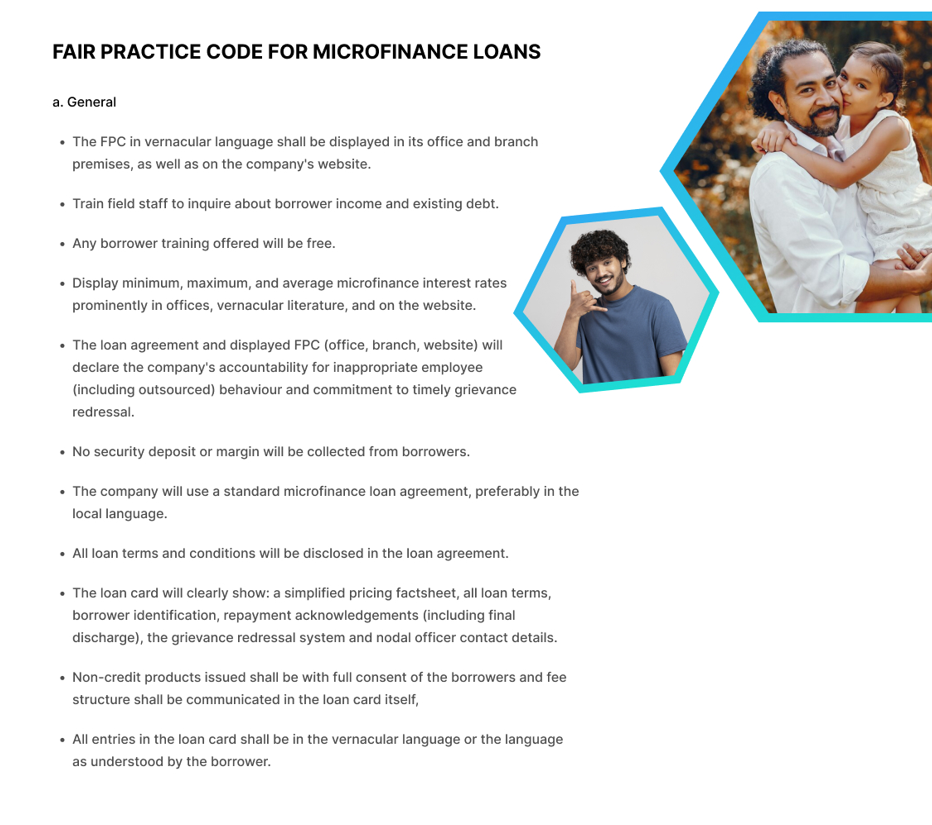 FAIR PRACTICE CODE FOR MICROFINANCE LOANS
a. General
• The FPC in vernacular language shall be displayed in its office and branch
premises, as well as on the company's website.
• Train field staff to inquire about borrower income and existing debt.
• Any borrower training offered will be free.
• Display minimum, maximum, and average microfinance interest rates
prominently in offices, vernacular literature, and on the website.
• The loan agreement and displayed FPC (office, branch, website) will
declare the company's accountability for inappropriate employee
(including outsourced) behaviour and commitment to timely grievance
redressal.
• No security deposit or margin will be collected from borrowers.
• The company will use a standard microfinance loan agreement, preferably in the
local language.
• All loan terms and conditions will be disclosed in the loan agreement.
• The loan card will clearly show: a simplified pricing factsheet, all loan terms,
borrower identification, repayment acknowledgements (including final
discharge), the grievance redressal system and nodal officer contact details.
• Non-credit products issued shall be with full consent of the borrowers and fee
structure shall be communicated in the loan card itself,
• All entries in the loan card shall be in the vernacular language or the language
as understood by the borrower.